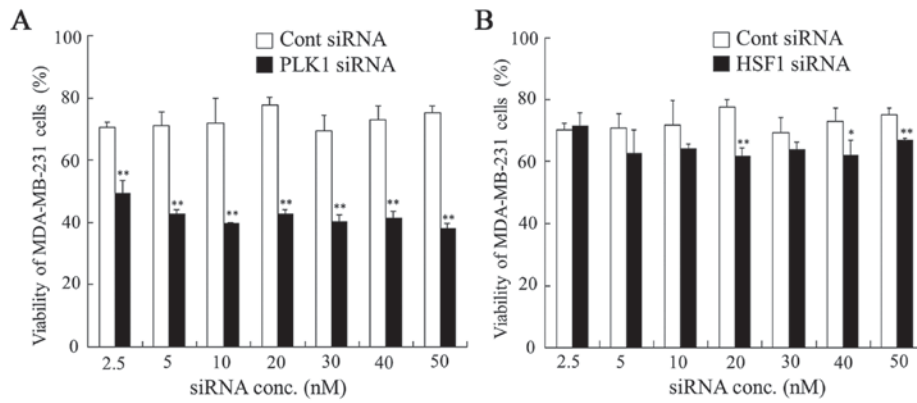 A
Cont siRNA
PLK1 siRNA
Viability of MDA-MB-231 cells (%)
100
80
60
40
20
0
**
**
**
**
**
**
**
2.5 5 10 20 30 40 50
siRNA conc. (nM)
B
Cont siRNA
HSF1 siRNA
Viability of MDA-MB-231 cells (%)
100
80
60
40
20
0
**
*
**
2.5 5 10 20 30 40 50
siRNA conc. (nM)